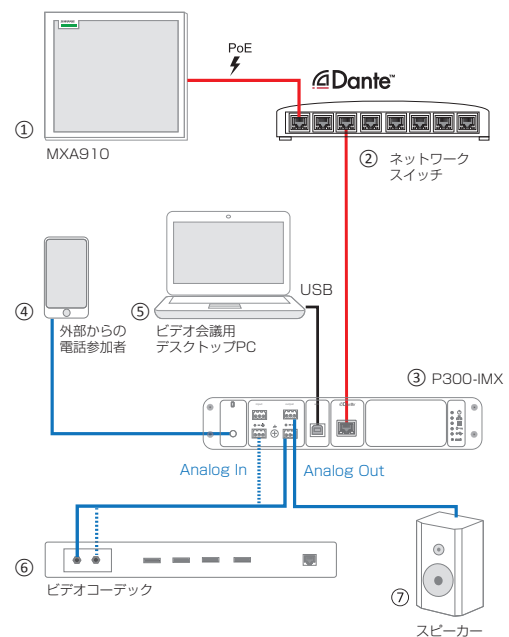 SHURE
PoE
Dante™
①
MXA910
② ネットワーク
スイッチ
④
外部からの
電話参加者
⑤
ビデオ会議用
デスクトップPC
USB
③ P300-IMX
Analog In
Analog Out
⑥
ビデオコーデック
⑦
スピーカー